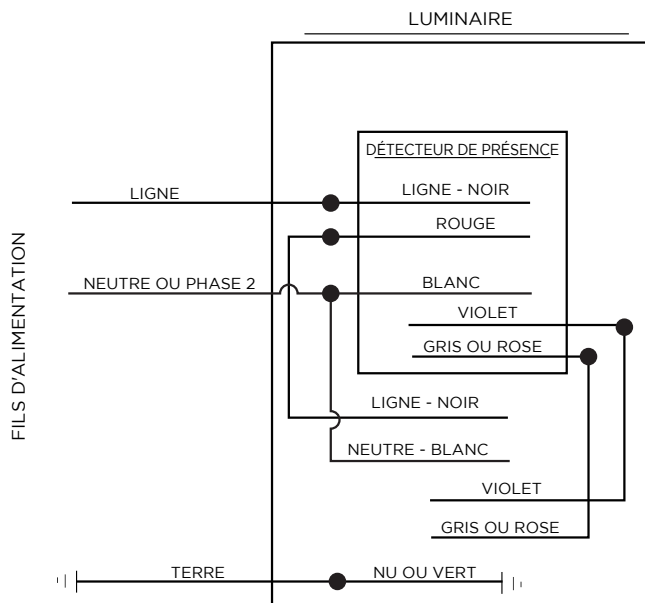 LUMINAIRE
DÉTECTEUR DE PRÉSENCE
LIGNE
LIGNE - NOIR
ROUGE
NEUTRE OU PHASE 2
BLANC
VIOLET
GRIS OU ROSE
LIGNE - NOIR
NEUTRE - BLANC
VIOLET
GRIS OU ROSE
TERRE
NU OU VERT
FILS D'ALIMENTATION